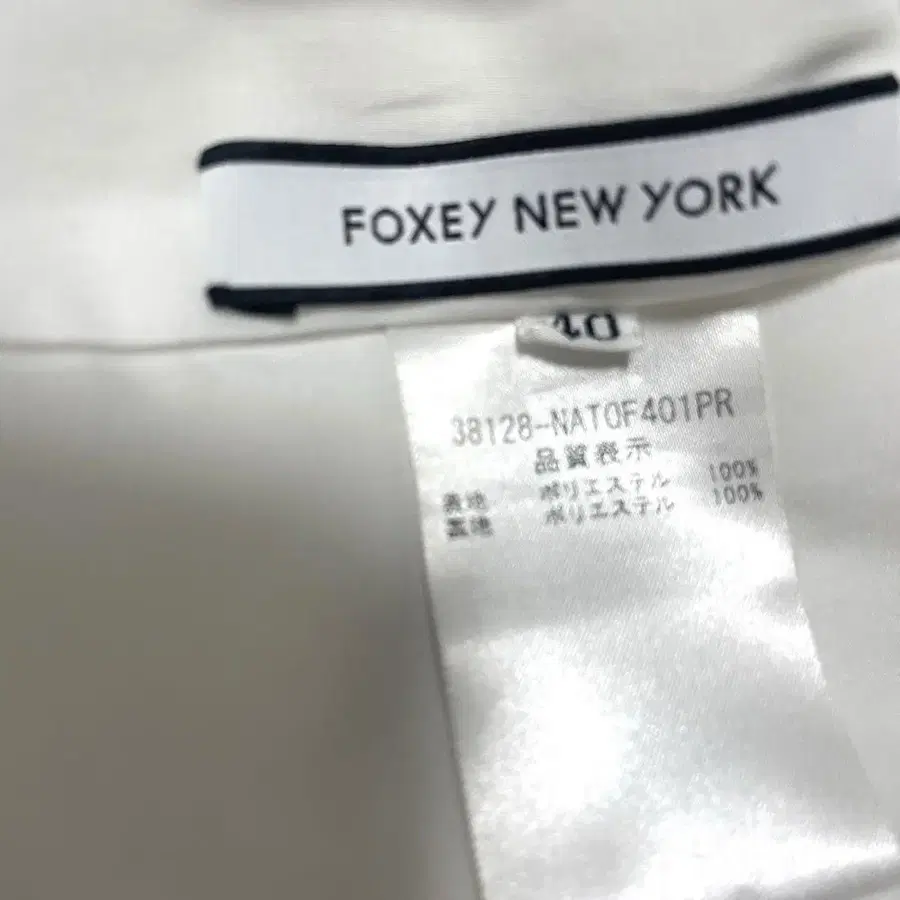 FOXEY NEW YORK
40
38128-NATOF401PR
品質表示
表地 ポリエステル 100%
裏地 ポリエステル 100%